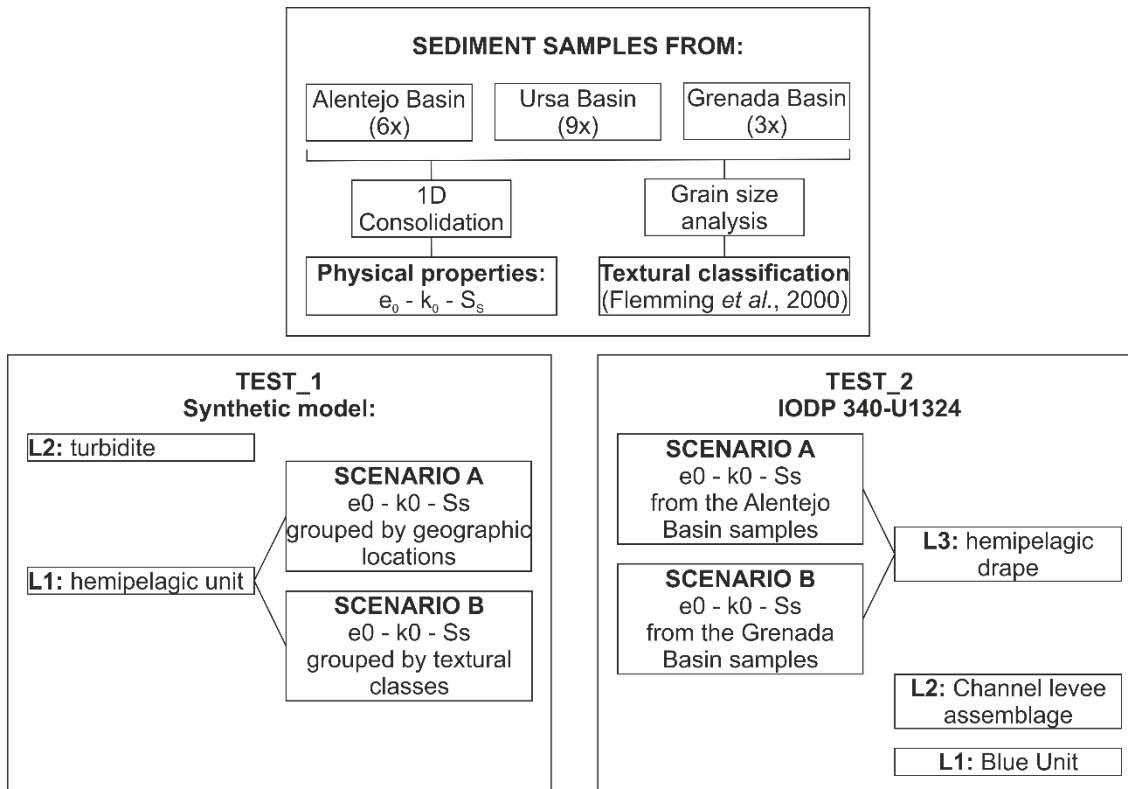 SEDIMENT SAMPLES FROM:
Alentejo Basin
(6x)
Ursa Basin
(9x)
Grenada Basin
(3x)
1D
Consolidation
Grain size
analysis
Physical properties:
e₀ - k₀ - Sₛ
Textural classification
(Flemming et al., 2000)
TEST_1
Synthetic model:
L2: turbidite
SCENARIO A
e0 - k0 - Ss
grouped by geographic
locations
L1: hemipelagic unit
SCENARIO B
e0 - k0 - Ss
grouped by textural
classes
TEST_2
IODP 340-U1324
SCENARIO A
e0 - k0 - Ss
from the Alentejo
Basin samples
L3: hemipelagic
drape
SCENARIO B
e0 - k0 - Ss
from the Grenada
Basin samples
L2: Channel levee
assemblage
L1: Blue Unit